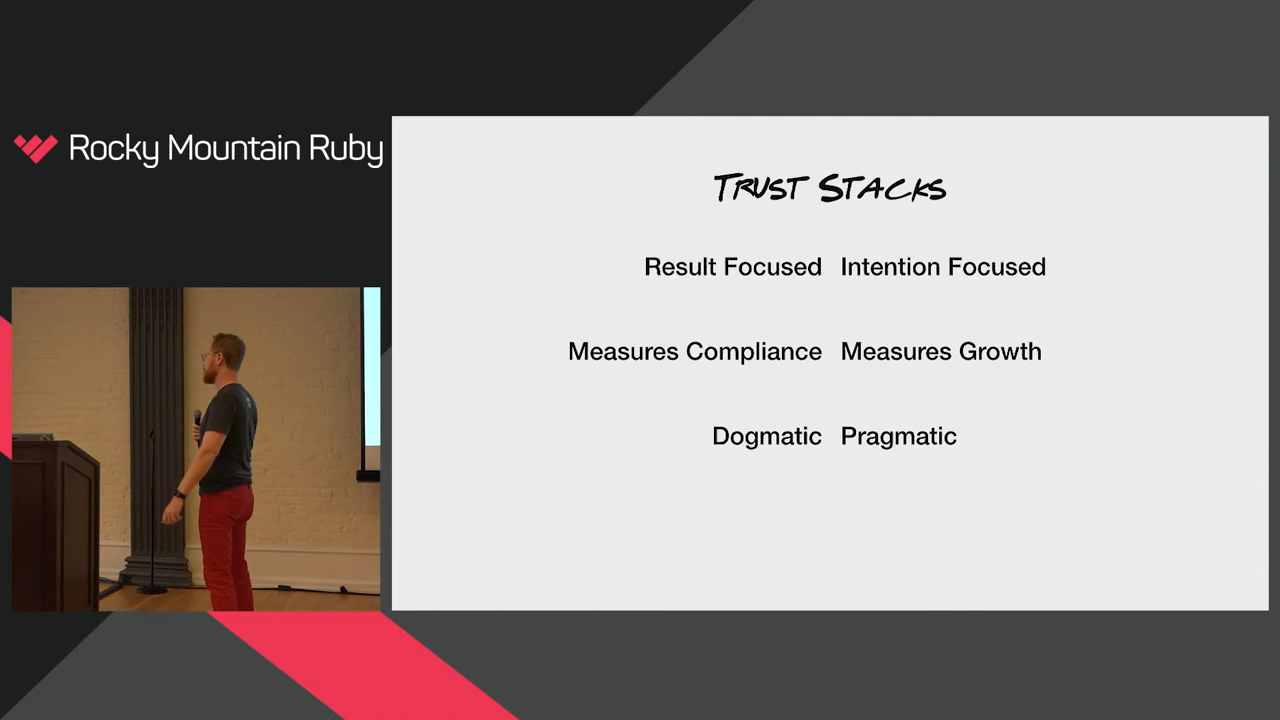 Rocky Mountain Ruby
Trust Stacks
Result Focused Intention Focused
Measures Compliance Measures Growth
Dogmatic Pragmatic